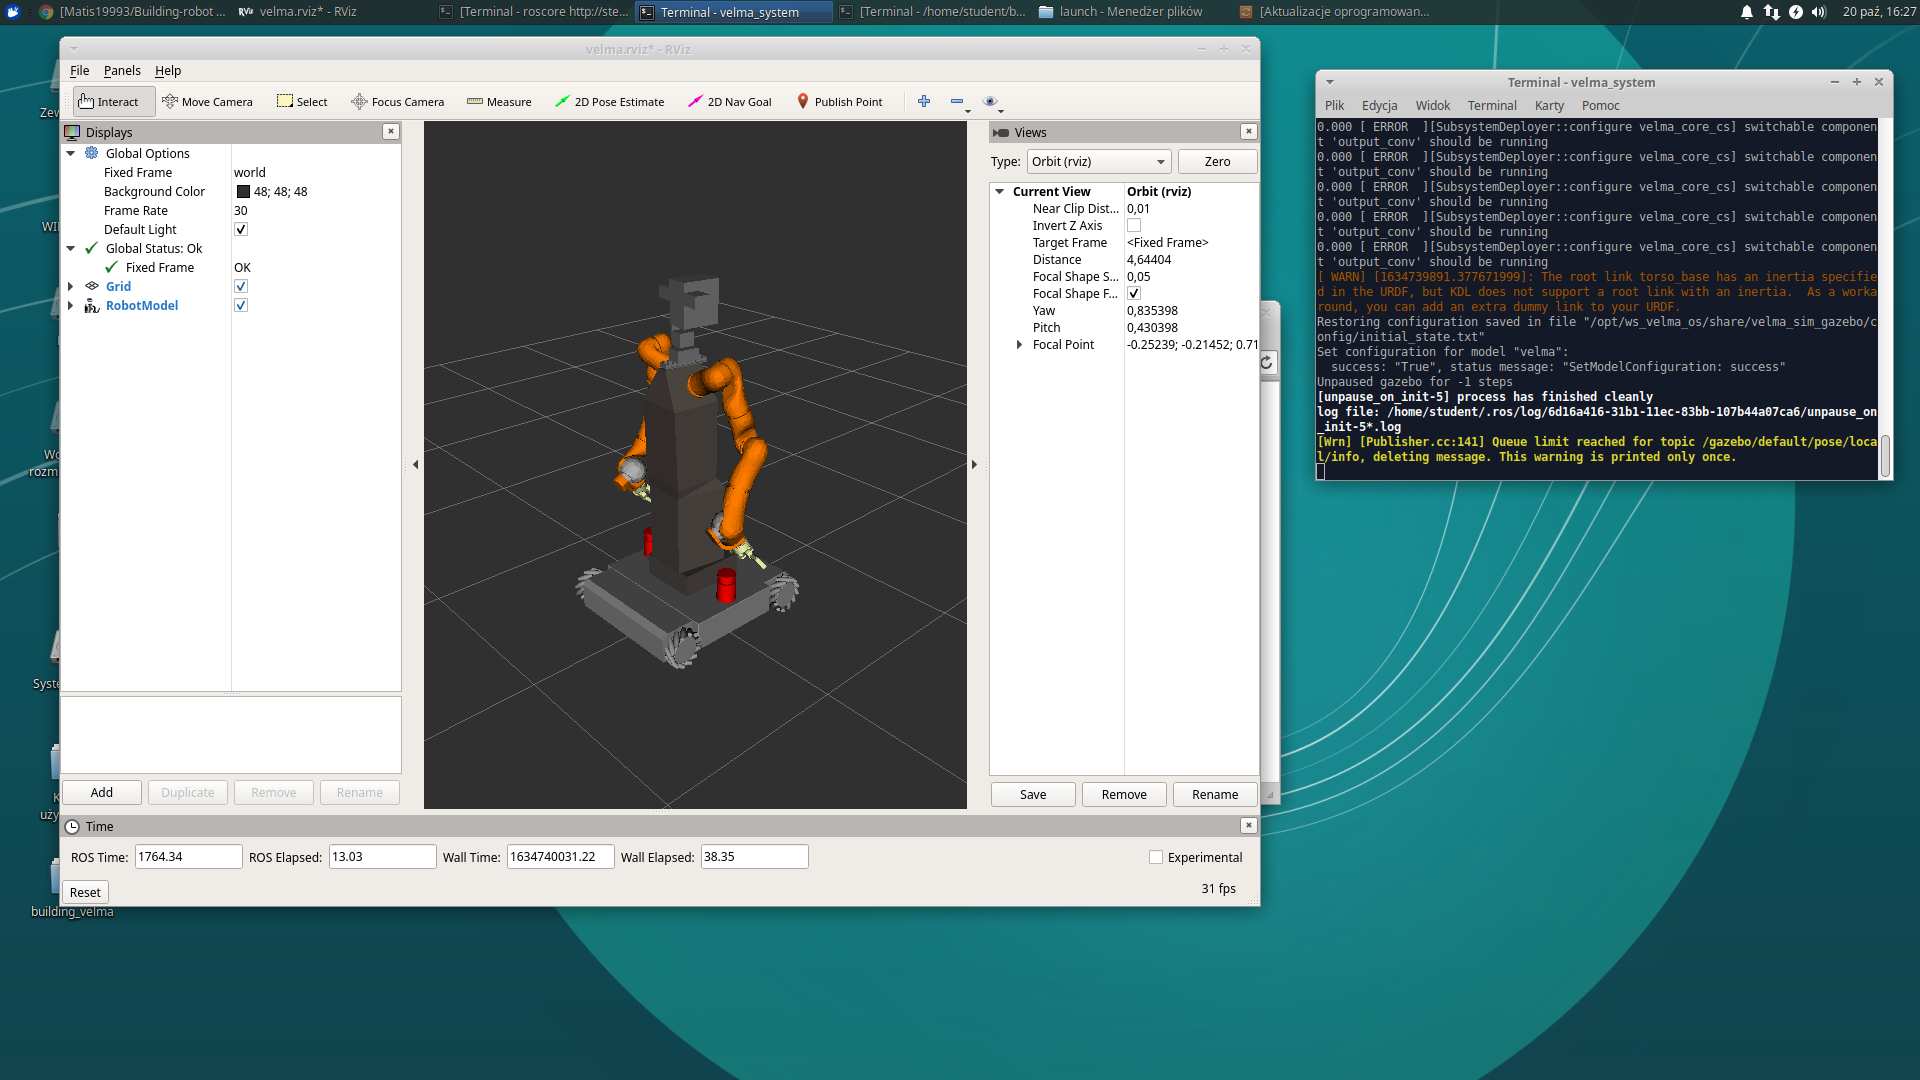 [Matis19993/Building-robot ...
velma.rviz* - RViz
[Terminal - roscore http://ste...
Terminal - velma_system
[Terminal - /home/student/b...
launch - Menedżer plików
[Aktualizacje oprogramowan...
20 paź, 16:27
velma.rviz* - RViz
File Panels Help
Interact Move Camera Select Focus Camera Measure 2D Pose Estimate 2D Nav Goal Publish Point
Displays
Global Options
Fixed Frame world
Background Color 48; 48; 48
Frame Rate 30
Default Light
Global Status: Ok
Fixed Frame OK
Grid
RobotModel
Add Duplicate Remove Rename
Views
Type: Orbit (rviz) Zero
Current View Orbit (rviz)
Near Clip Dist... 0,01
Invert Z Axis
Target Frame <Fixed Frame>
Distance 4,64404
Focal Shape S... 0,05
Focal Shape F...
Yaw 0,835398
Pitch 0,430398
Focal Point -0.25239; -0.21452; 0.71
Save Remove Rename
Time
ROS Time: 1764.34 ROS Elapsed: 13.03 Wall Time: 1634740031.22 Wall Elapsed: 38.35 Experimental
Reset
31 fps
building_velma
Terminal - velma_system
Plik Edycja Widok Terminal Karty Pomoc
0.000 [ ERROR  ][SubsystemDeployer::configure velma_core_cs] switchable componen
t 'output_conv' should be running
0.000 [ ERROR  ][SubsystemDeployer::configure velma_core_cs] switchable componen
t 'output_conv' should be running
0.000 [ ERROR  ][SubsystemDeployer::configure velma_core_cs] switchable componen
t 'output_conv' should be running
0.000 [ ERROR  ][SubsystemDeployer::configure velma_core_cs] switchable componen
t 'output_conv' should be running
0.000 [ ERROR  ][SubsystemDeployer::configure velma_core_cs] switchable componen
t 'output_conv' should be running
[ WARN] [1634739891.377671999]: The root link torso_base has an inertia specifie
d in the URDF, but KDL does not support a root link with an inertia.  As a worka
round, you can add an extra dummy link to your URDF.
Restoring configuration saved in file "/opt/ws_velma_os/share/velma_sim_gazebo/c
onfig/initial_state.txt"
Set configuration for model "velma":
success: "True", status message: "SetModelConfiguration: success"
Unpaused gazebo for -1 steps
[unpause_on_init-5] process has finished cleanly
log file: /home/student/.ros/log/6d16a416-31b1-11ec-83bb-107b44a07ca6/unpause_on
_init-5*.log
[Wrn] [Publisher.cc:141] Queue limit reached for topic /gazebo/default/pose/loca
l/info, deleting message. This warning is printed only once.